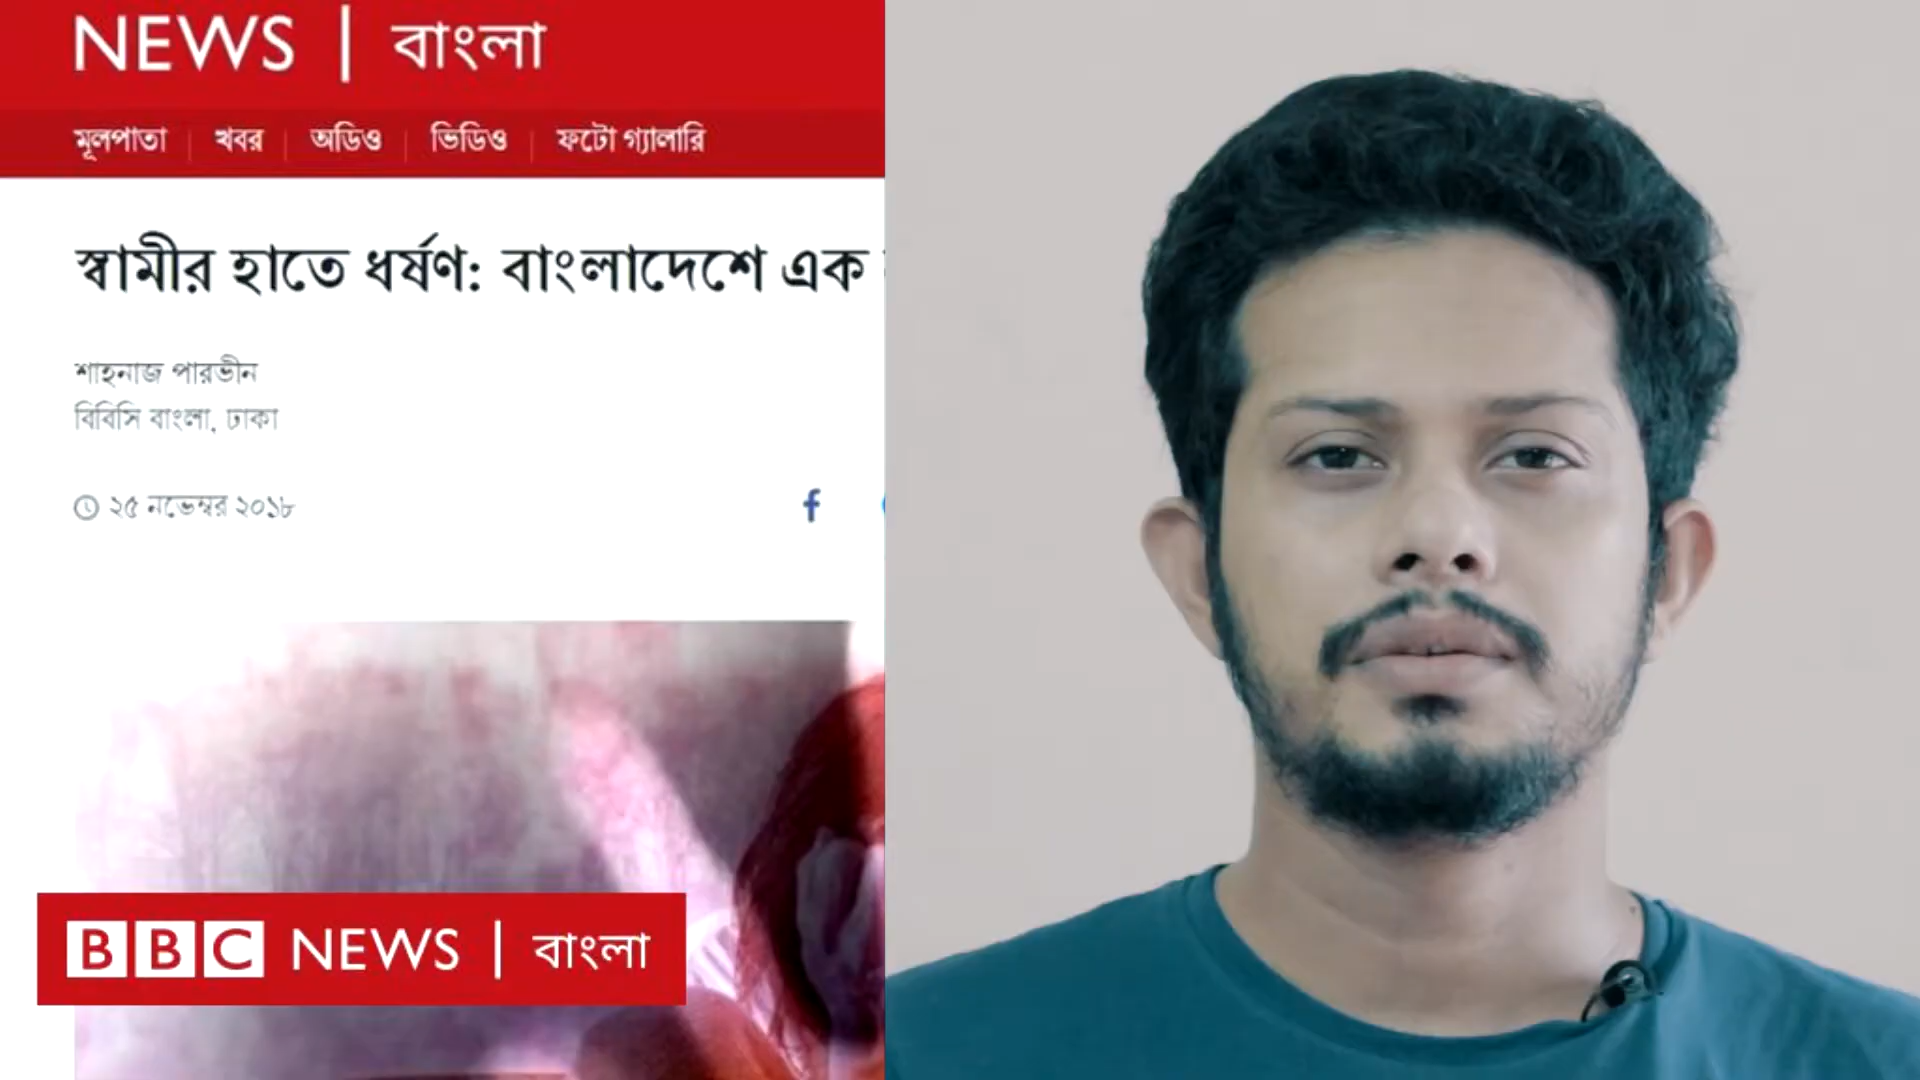 NEWS | বাংলা
মূলপাতা | খবর | অডিও | ভিডিও | ফটো গ্যালারি
স্বামীর হাতে ধর্ষণ: বাংলাদেশে এক
শাহনাজ পারভীন
বিবিসি বাংলা, ঢাকা
২৫ নভেম্বর ২০১৮
f
BBC NEWS | বাংলা